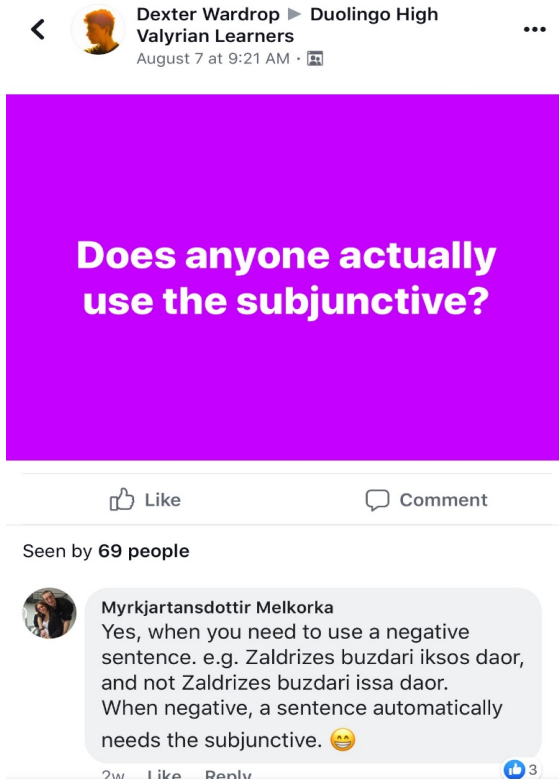 Dexter Wardrop ▶ Duolingo High
Valyrian Learners
August 7 at 9:21 AM ·
Does anyone actually
use the subjunctive?
Like
Comment
Seen by 69 people
Myrkjartansdottir Melkorka
Yes, when you need to use a negative
sentence. e.g. Zaldrizes buzdari iksos daor,
and not Zaldrizes buzdari issa daor.
When negative, a sentence automatically
needs the subjunctive. 😁
2w Like Reply
3